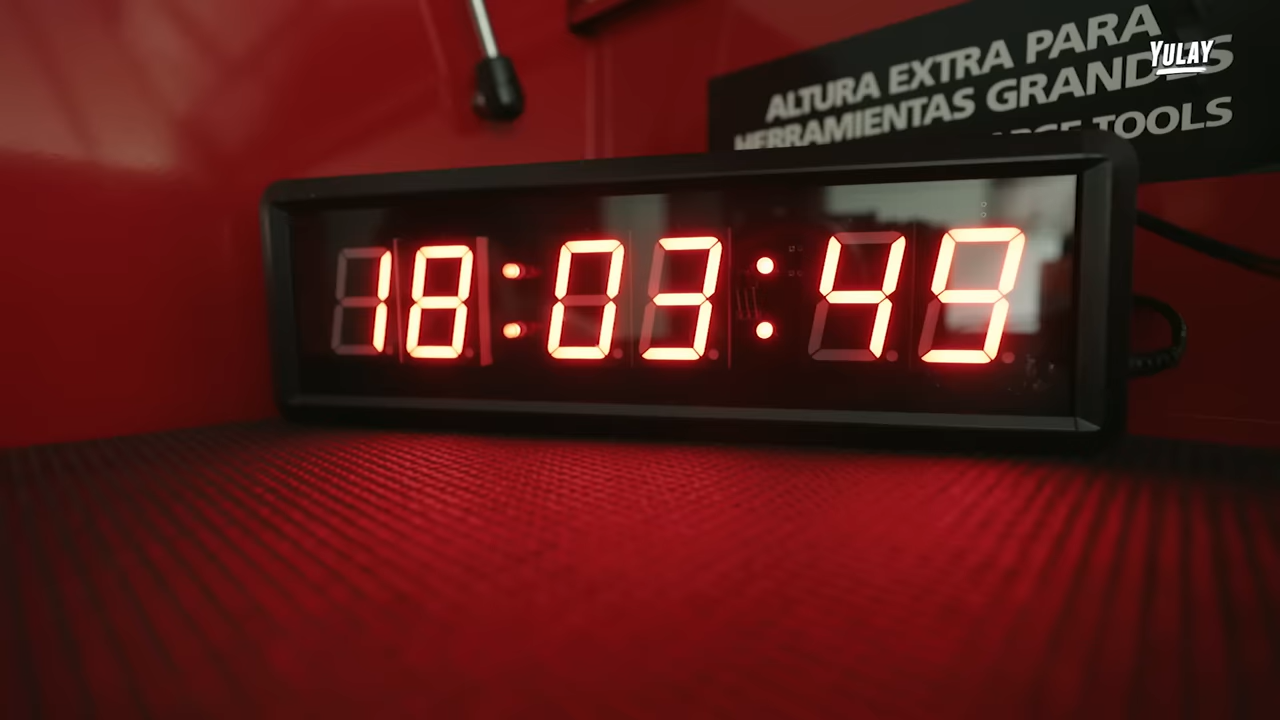 ALTURA EXTRA PARA
YULAY
HERRAMIENTAS GRANDES
TOOLS
18:03:49